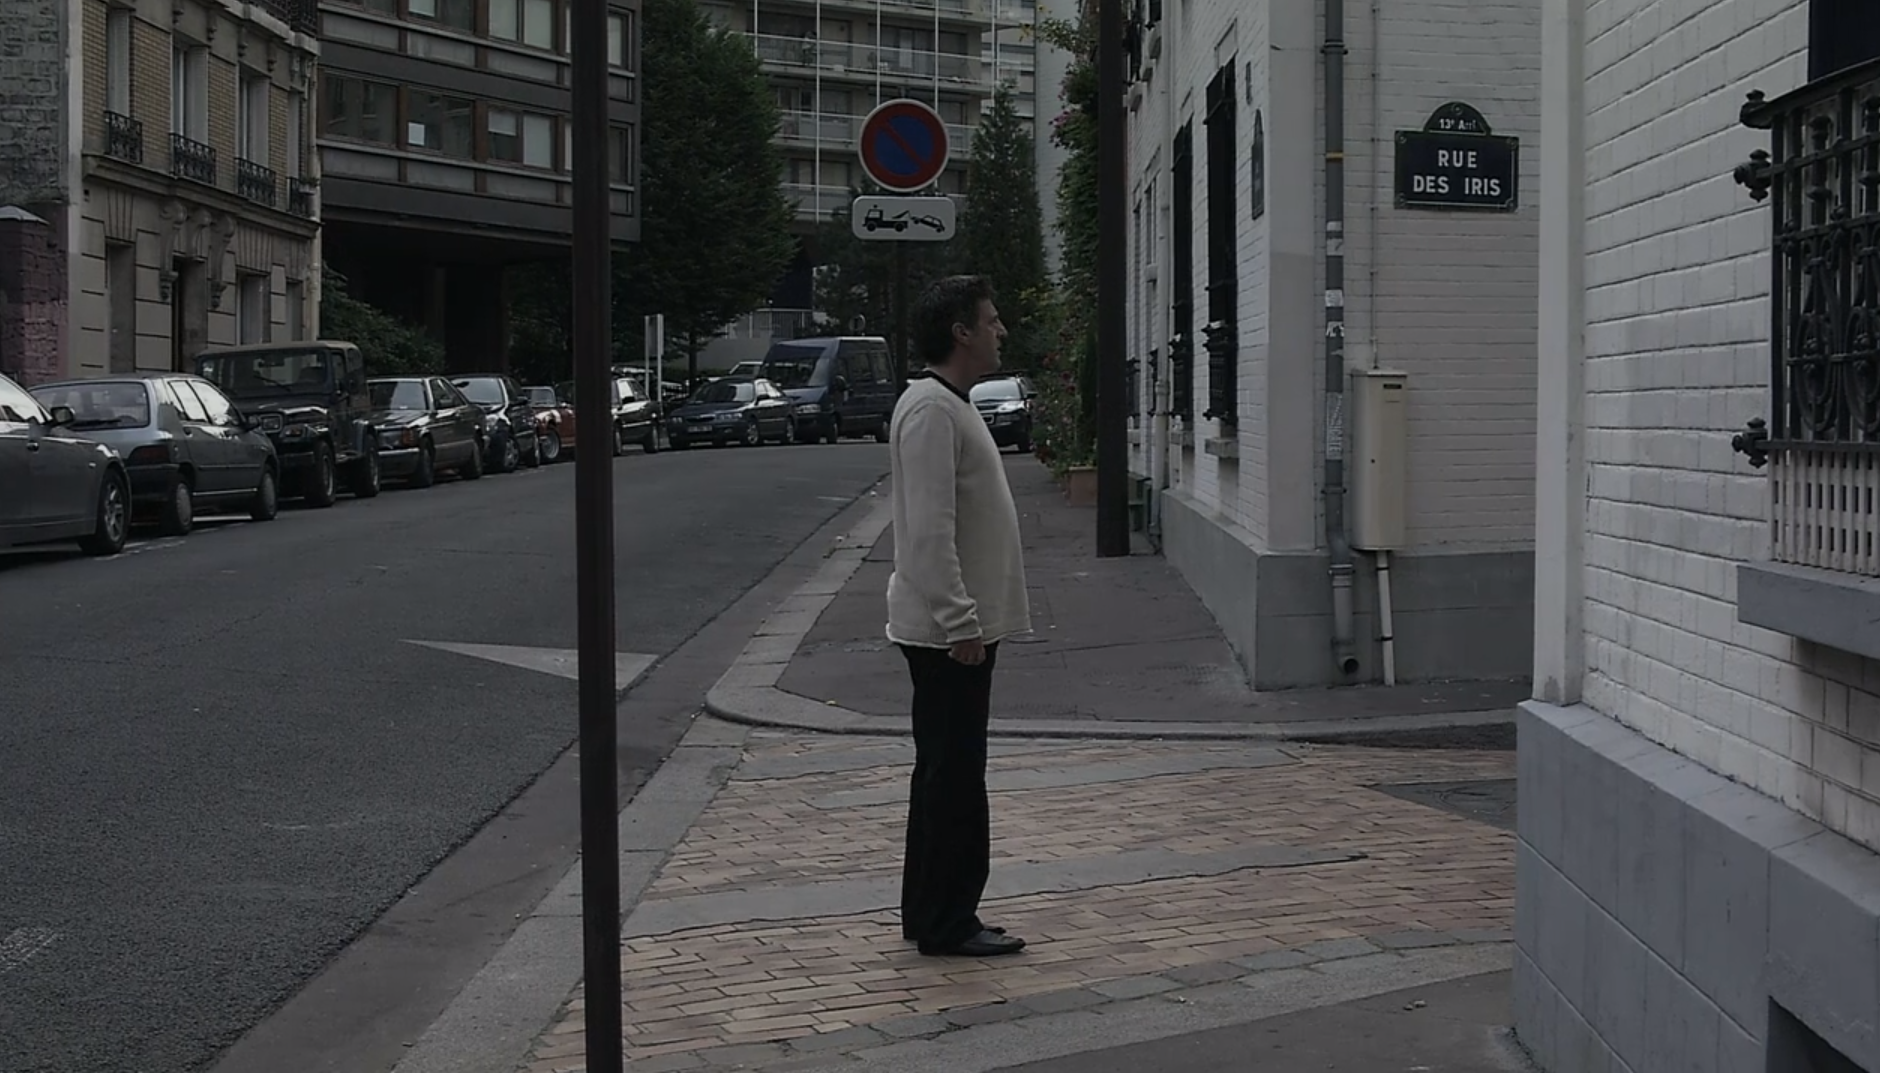 13ᵉ Arrt
RUE
DES IRIS